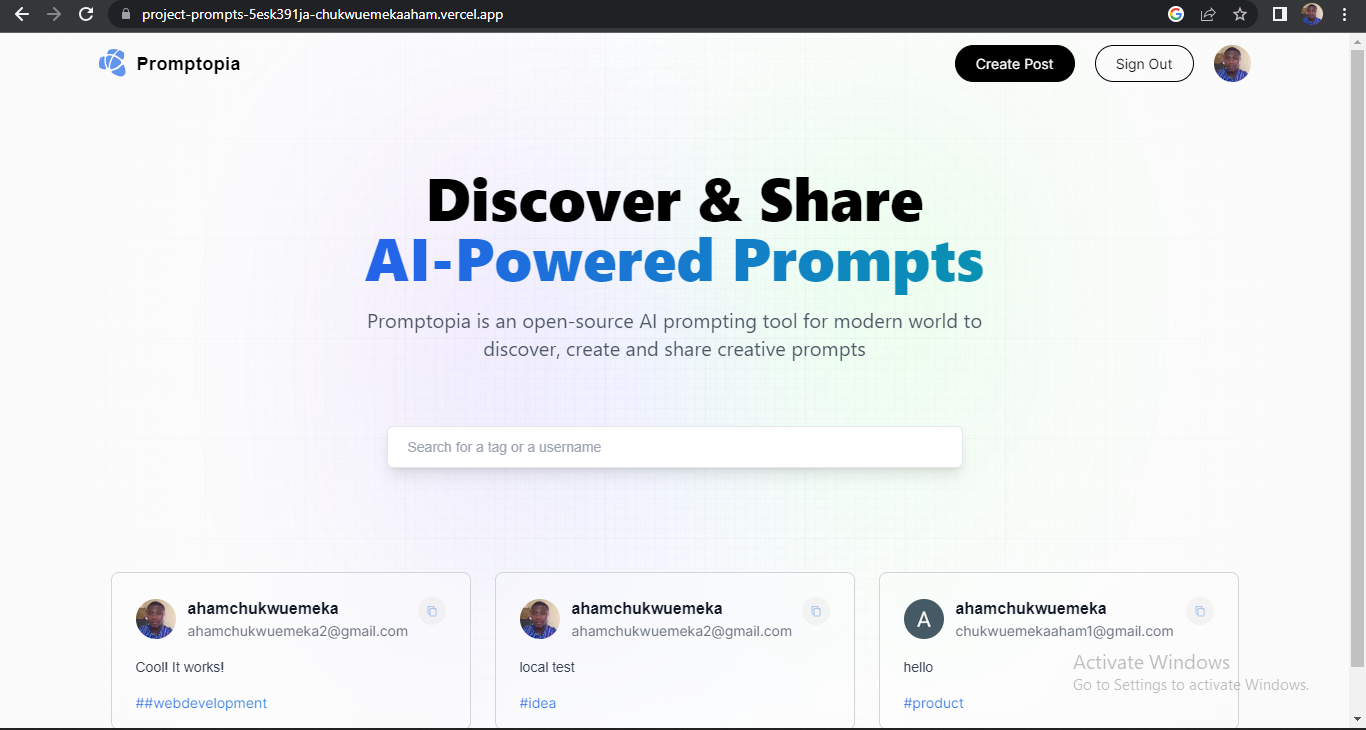 project-prompts-5esk391ja-chukwuemekaaham.vercel.app
Promptopia
Create Post
Sign Out
Discover & Share
AI-Powered Prompts
Promptopia is an open-source AI prompting tool for modern world to
discover, create and share creative prompts
Search for a tag or a username
ahamchukwuemeka
ahamchukwuemeka2@gmail.com
Cool! It works!
##webdevelopment
ahamchukwuemeka
ahamchukwuemeka2@gmail.com
local test
#idea
A
ahamchukwuemeka
chukwuemekaaham1@gmail.com
hello
#product
Activate Windows
Go to Settings to activate Windows.